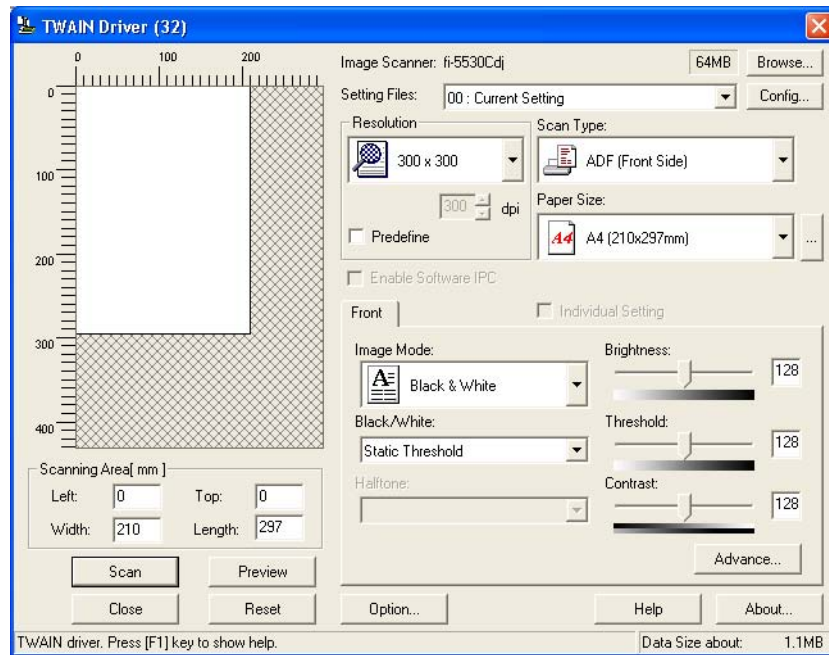 TWAIN Driver (32)
0 100 200
Image Scanner: fi-5530Cdj 64MB Browse...
Setting Files: 00 : Current Setting Config...
Resolution
Scan Type:
300 x 300
ADF (Front Side)
300 dpi
Paper Size:
Predefine
A4 A4 (210x297mm) ...
Enable Software IPC
Front
Individual Setting
Image Mode:
Brightness:
A Black & White
128
Black/White:
Threshold:
Static Threshold
128
Halftone:
Contrast:
128
Advance...
0
100
200
300
400
Scanning Area[ mm ]
Left: 0 Top: 0
Width: 210 Length: 297
Scan Preview
Close Reset Option... Help About...
TWAIN driver. Press [F1] key to show help. Data Size about: 1.1MB